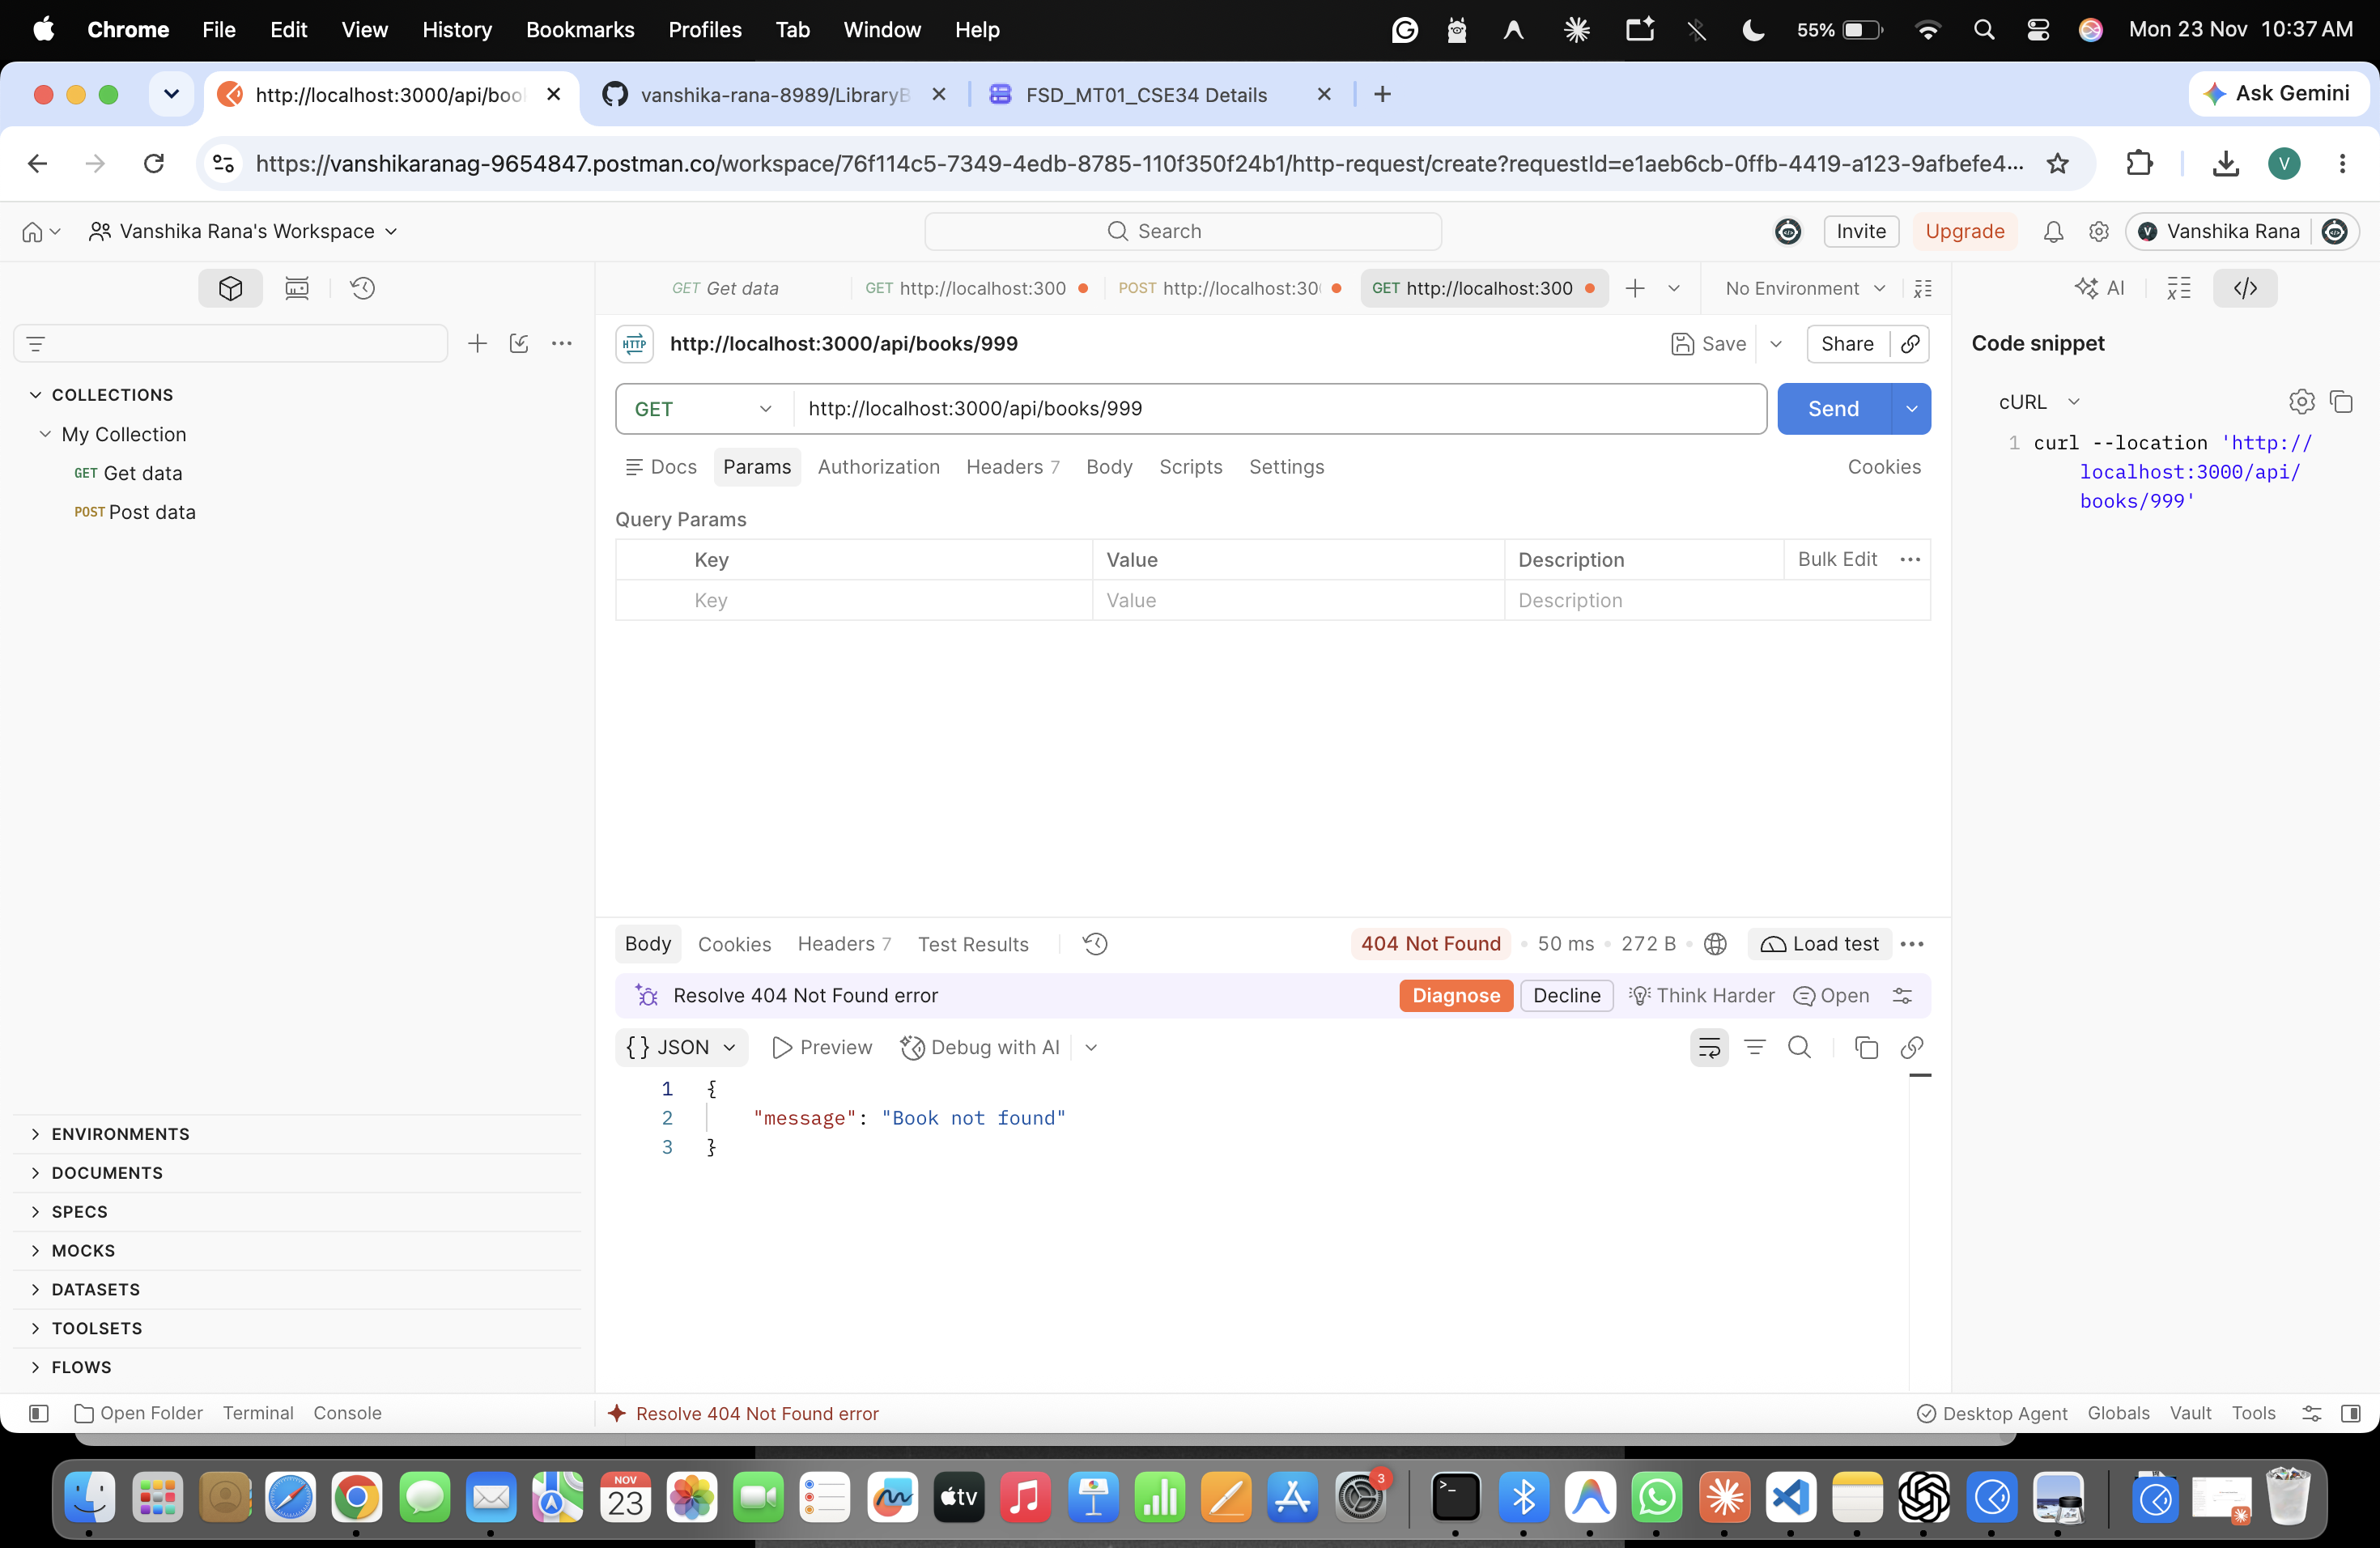 Chrome File Edit View History Bookmarks Profiles Tab Window Help 55% Mon 23 Nov 10:37 AM
http://localhost:3000/api/boo vanshika-rana-8989/LibraryB FSD_MT01_CSE34 Details Ask Gemini
https://vanshikaranag-9654847.postman.co/workspace/76f114c5-7349-4edb-8785-110f350f24b1/http-request/create?requestId=e1aeb6cb-0ffb-4419-a123-9afbefe4... V
Vanshika Rana's Workspace Search Invite Upgrade V Vanshika Rana
GET Get data GET http://localhost:300 POST http://localhost:30 GET http://localhost:300 No Environment AI
HTTP http://localhost:3000/api/books/999 Save Share Code snippet
COLLECTIONS
My Collection
GET Get data
POST Post data
GET http://localhost:3000/api/books/999 Send
Docs Params Authorization Headers 7 Body Scripts Settings Cookies
Query Params
Key Value Description Bulk Edit
Key Value Description
cURL
1 curl --location 'http://
localhost:3000/api/
books/999'
Body Cookies Headers 7 Test Results 404 Not Found 50 ms 272 B Load test
Resolve 404 Not Found error Diagnose Decline Think Harder Open
{} JSON Preview Debug with AI
1 {
2 "message": "Book not found"
3 }
ENVIRONMENTS
DOCUMENTS
SPECS
MOCKS
DATASETS
TOOLSETS
FLOWS
Open Folder Terminal Console Resolve 404 Not Found error Desktop Agent Globals Vault Tools
NOV
23
tv
3